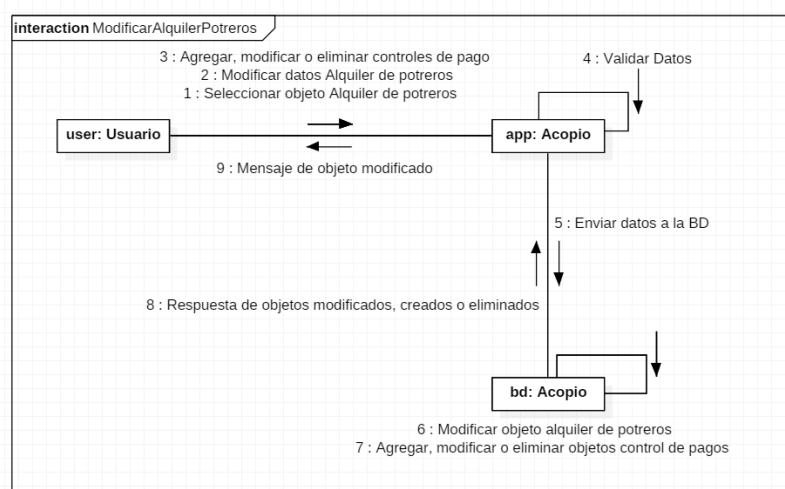 interaction ModificarAlquilerPotreros
3 : Agregar, modificar o eliminar controles de pago
2 : Modificar datos Alquiler de potreros
1 : Seleccionar objeto Alquiler de potreros
4 : Validar Datos
user: Usuario
app: Acopio
9 : Mensaje de objeto modificado
5 : Enviar datos a la BD
8 : Respuesta de objetos modificados, creados o eliminados
bd: Acopio
6 : Modificar objeto alquiler de potreros
7 : Agregar, modificar o eliminar objetos control de pagos